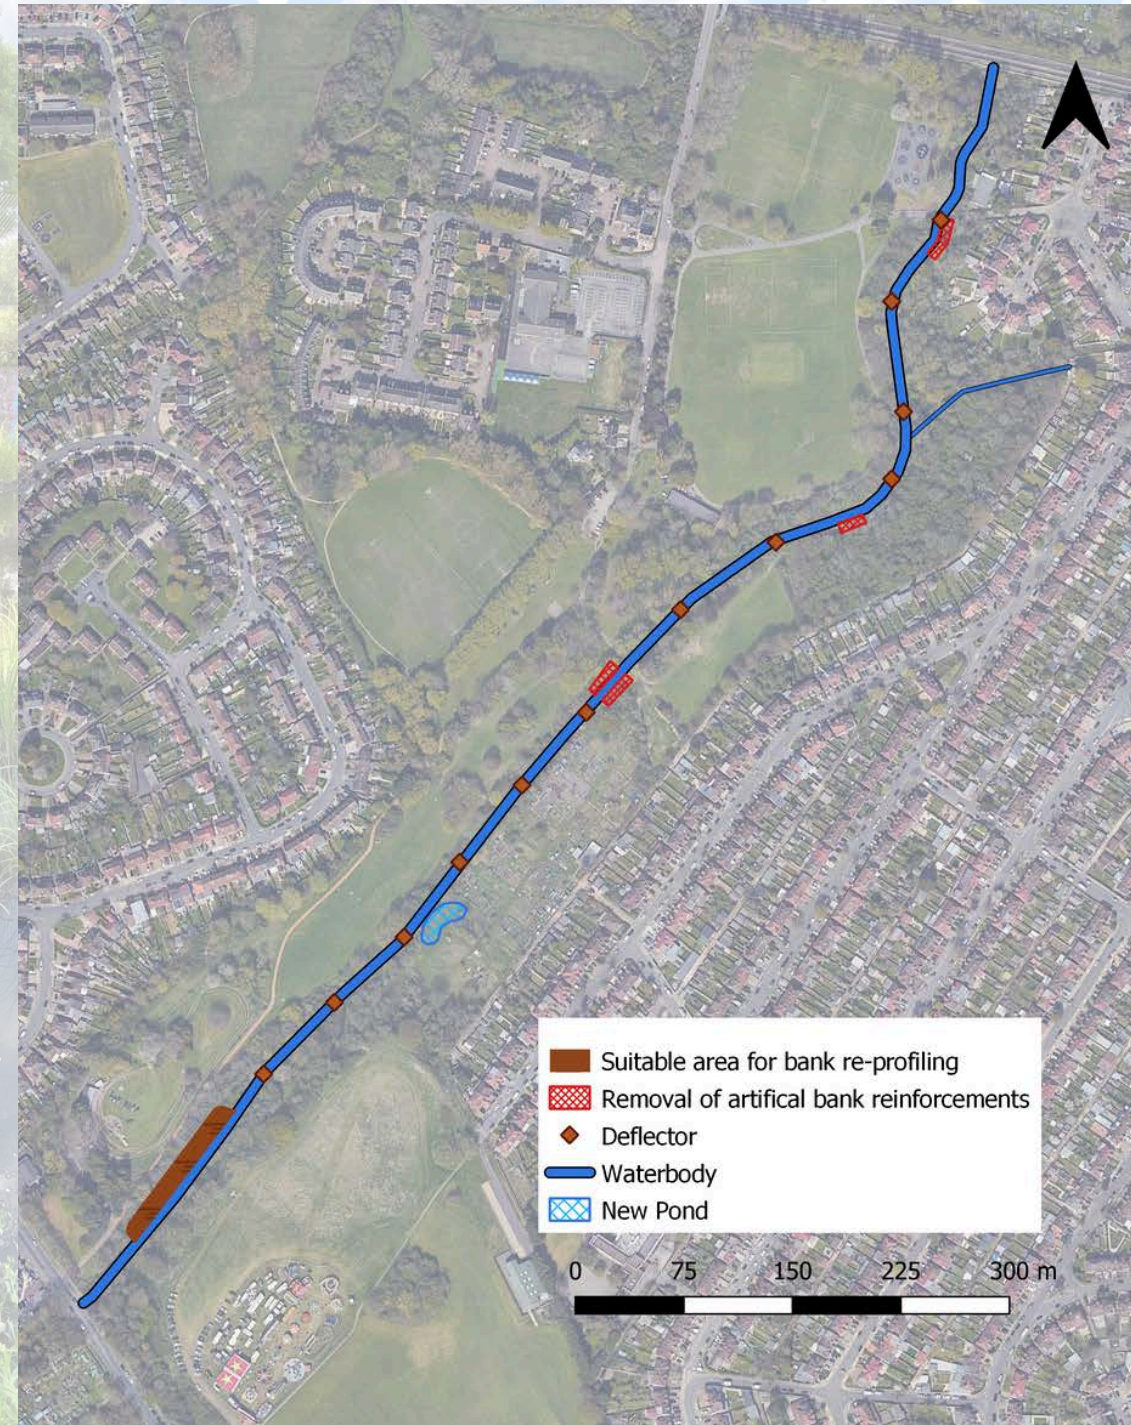 Suitable area for bank re-profiling
Removal of artifical bank reinforcements
Deflector
Waterbody
New Pond
0 75 150 225 300 m